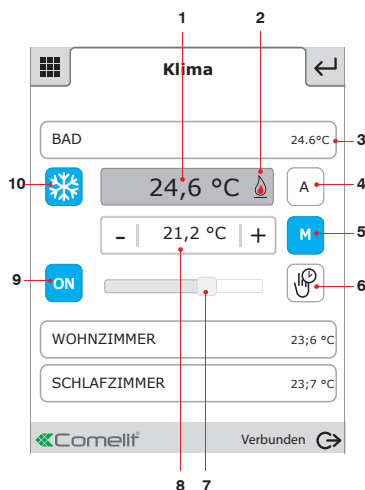 1 2
Klima
BAD 24.6°C 3
10 24,6 °C A 4
- 21,2 °C + M 5
9 ON 6
WOHNZIMMER 23;6 °C
SCHLAFZIMMER 23;7 °C
Comelit Verbunden
8 7